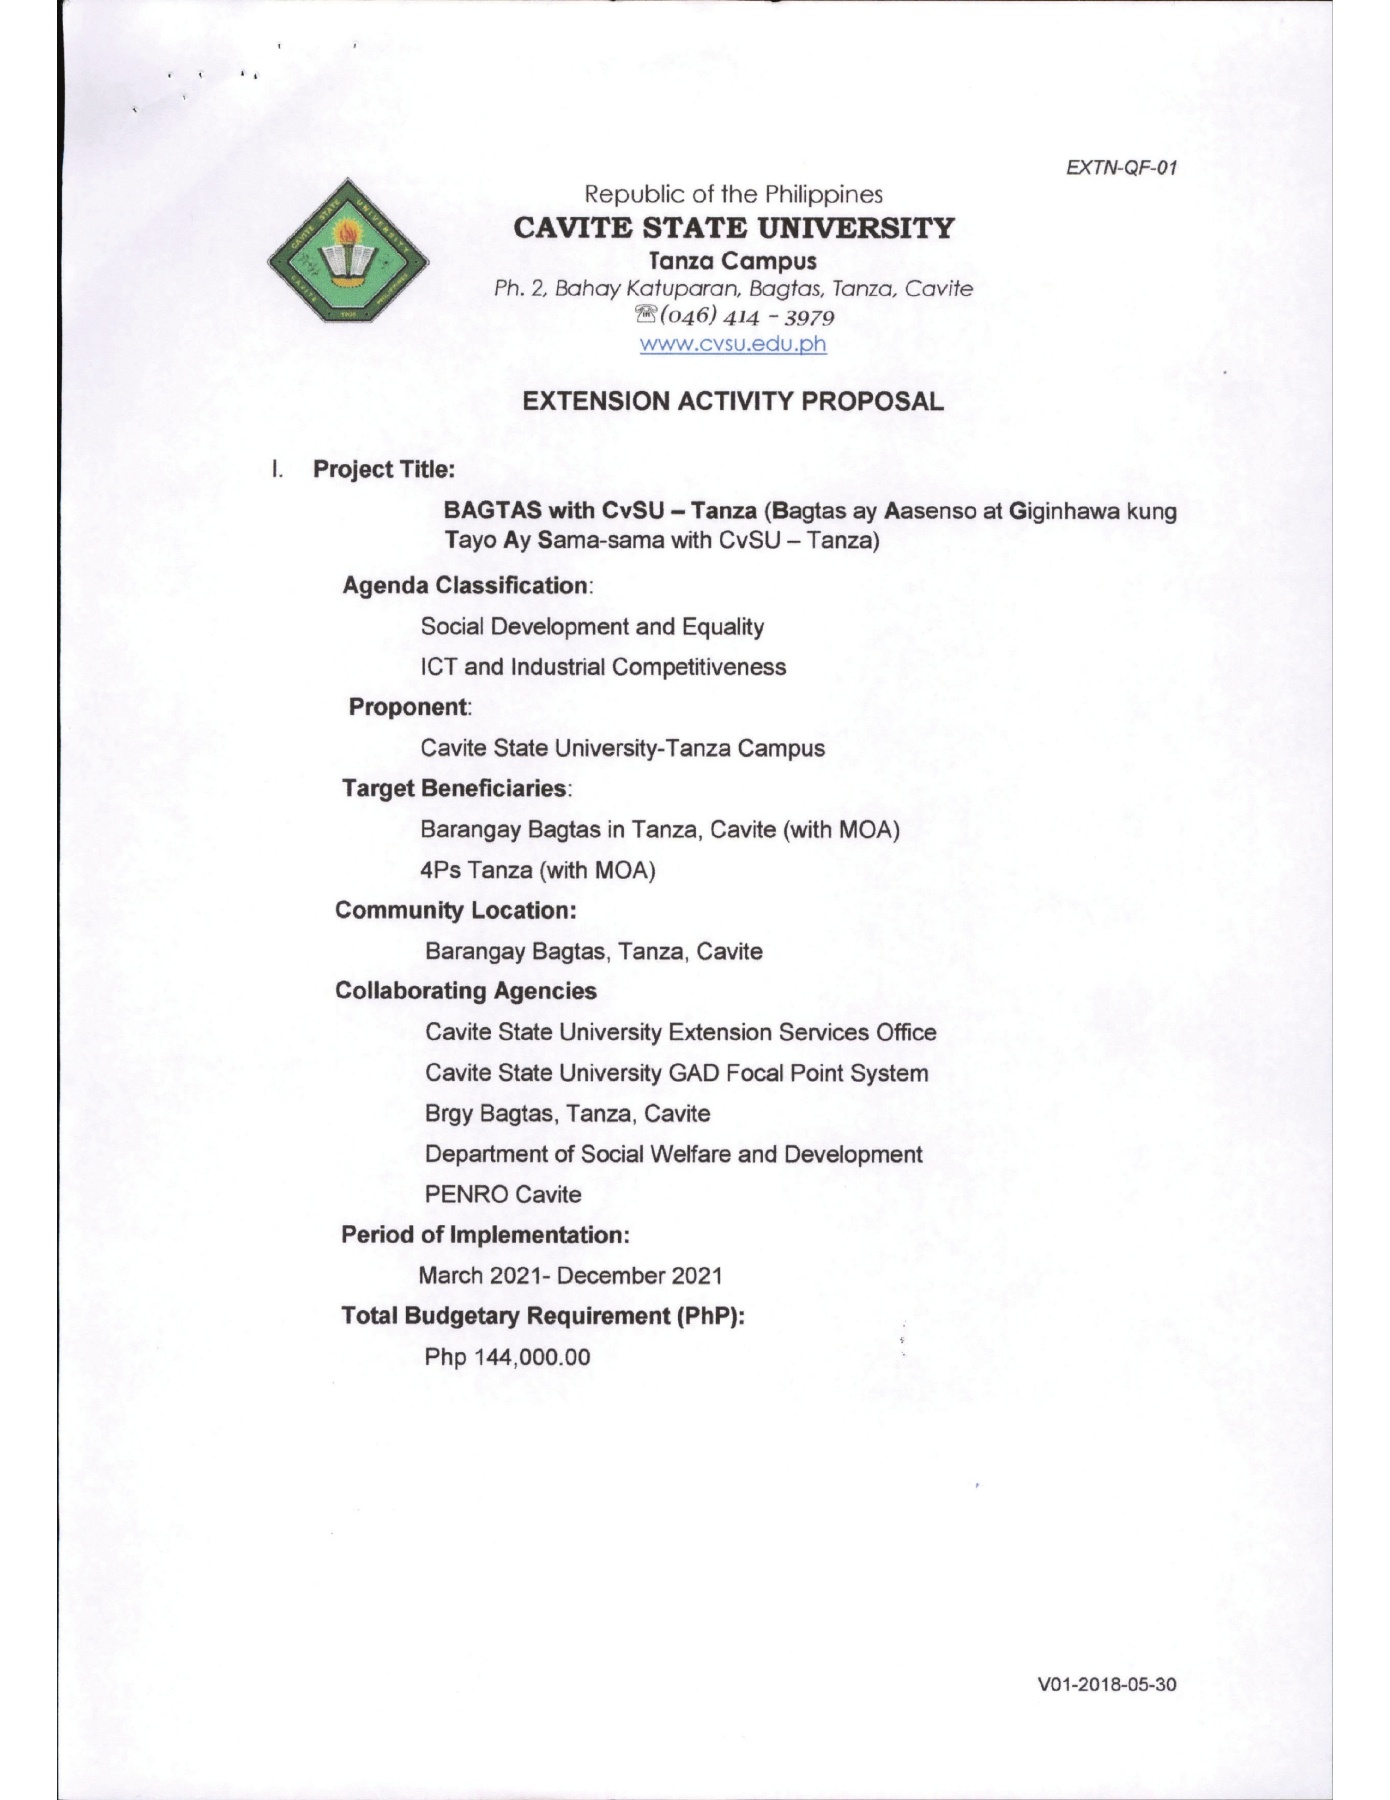 EXTN-QF-01
Republic of the Philippines
CAVITE STATE UNIVERSITY
Tanza Campus
Ph. 2, Bahay Katuparan, Bagtas, Tanza, Cavite
☏(046) 414 - 3979
www.cvsu.edu.ph
CAVITE STATE UNIVERSITY
CAVITE PHILIPPINES
1906
EXTENSION ACTIVITY PROPOSAL
I. Project Title:
BAGTAS with CvSU – Tanza (Bagtas ay Aasenso at Giginhawa kung
Tayo Ay Sama-sama with CvSU – Tanza)
Agenda Classification:
Social Development and Equality
ICT and Industrial Competitiveness
Proponent:
Cavite State University-Tanza Campus
Target Beneficiaries:
Barangay Bagtas in Tanza, Cavite (with MOA)
4Ps Tanza (with MOA)
Community Location:
Barangay Bagtas, Tanza, Cavite
Collaborating Agencies
Cavite State University Extension Services Office
Cavite State University GAD Focal Point System
Brgy Bagtas, Tanza, Cavite
Department of Social Welfare and Development
PENRO Cavite
Period of Implementation:
March 2021- December 2021
Total Budgetary Requirement (PhP):
Php 144,000.00
V01-2018-05-30